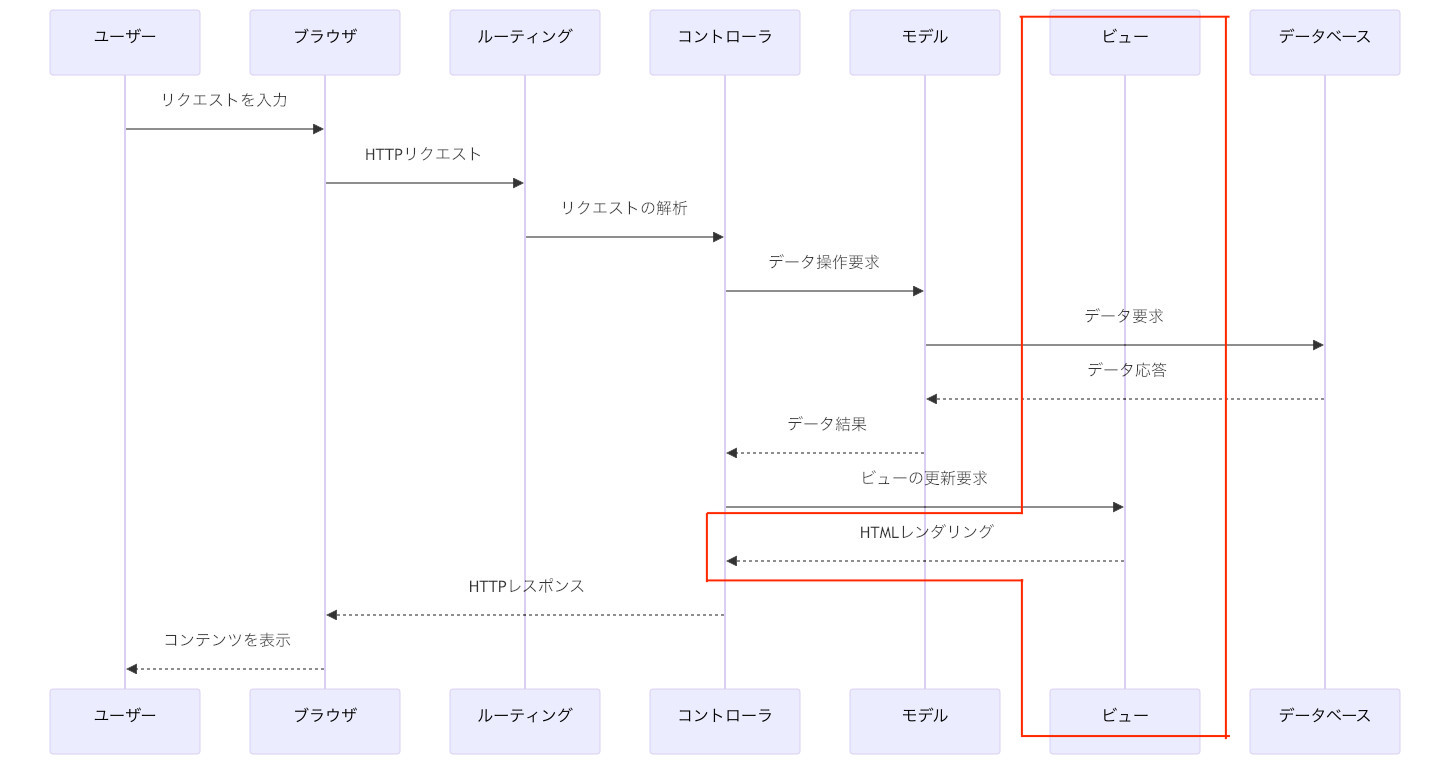 ユーザー
ブラウザ
ルーティング
コントローラ
モデル
ビュー
データベース
リクエストを入力
HTTPリクエスト
リクエストの解析
データ操作要求
データ要求
データ応答
データ結果
ビューの更新要求
HTMLレンダリング
HTTPレスポンス
コンテンツを表示
ユーザー
ブラウザ
ルーティング
コントローラ
モデル
ビュー
データベース